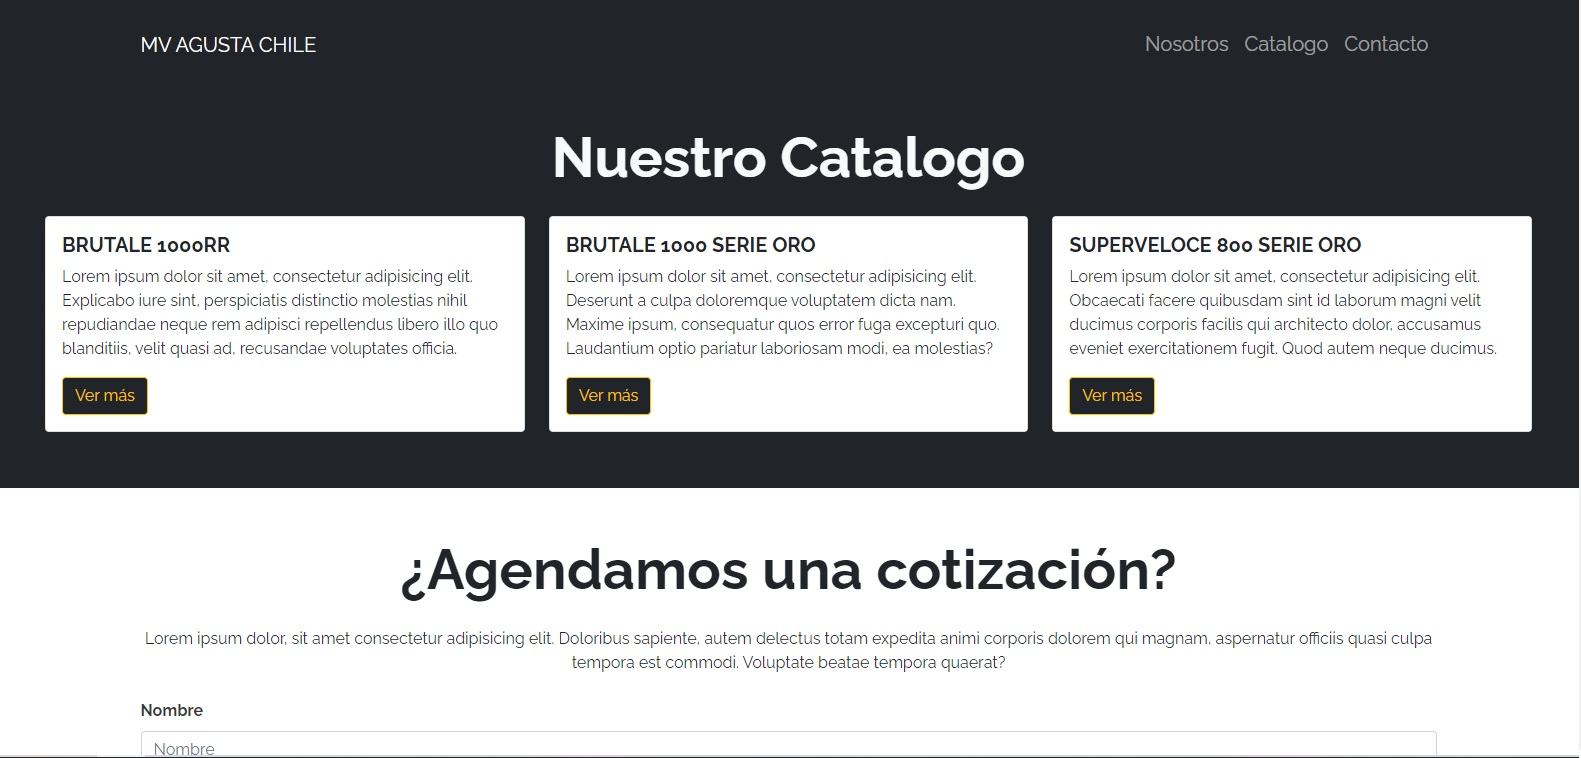 MV AGUSTA CHILE
Nosotros Catalogo Contacto
Nuestro Catalogo
BRUTALE 1000RR
Lorem ipsum dolor sit amet, consectetur adipisicing elit.
Explicabo iure sint, perspiciatis distinctio molestias nihil
repudiandae neque rem adipisci repellendus libero illo quo
blanditiis, velit quasi ad, recusandae voluptates officia.
Ver más
BRUTALE 1000 SERIE ORO
Lorem ipsum dolor sit amet, consectetur adipisicing elit.
Deserunt a culpa doloremque voluptatem dicta nam.
Maxime ipsum, consequatur quos error fuga excepturi quo.
Laudantium optio pariatur laboriosam modi, ea molestias?
Ver más
SUPERVELOCE 800 SERIE ORO
Lorem ipsum dolor sit amet, consectetur adipisicing elit.
Obcaecati facere quibusdam sint id laborum magni velit
ducimus corporis facilis qui architecto dolor, accusamus
eveniet exercitationem fugit. Quod autem neque ducimus.
Ver más
¿Agendamos una cotización?
Lorem ipsum dolor, sit amet consectetur adipisicing elit. Doloribus sapiente, autem delectus totam expedita animi corporis dolorem qui magnam, aspernatur officiis quasi culpa
tempora est commodi. Voluptate beatae tempora quaerat?
Nombre
Nombre